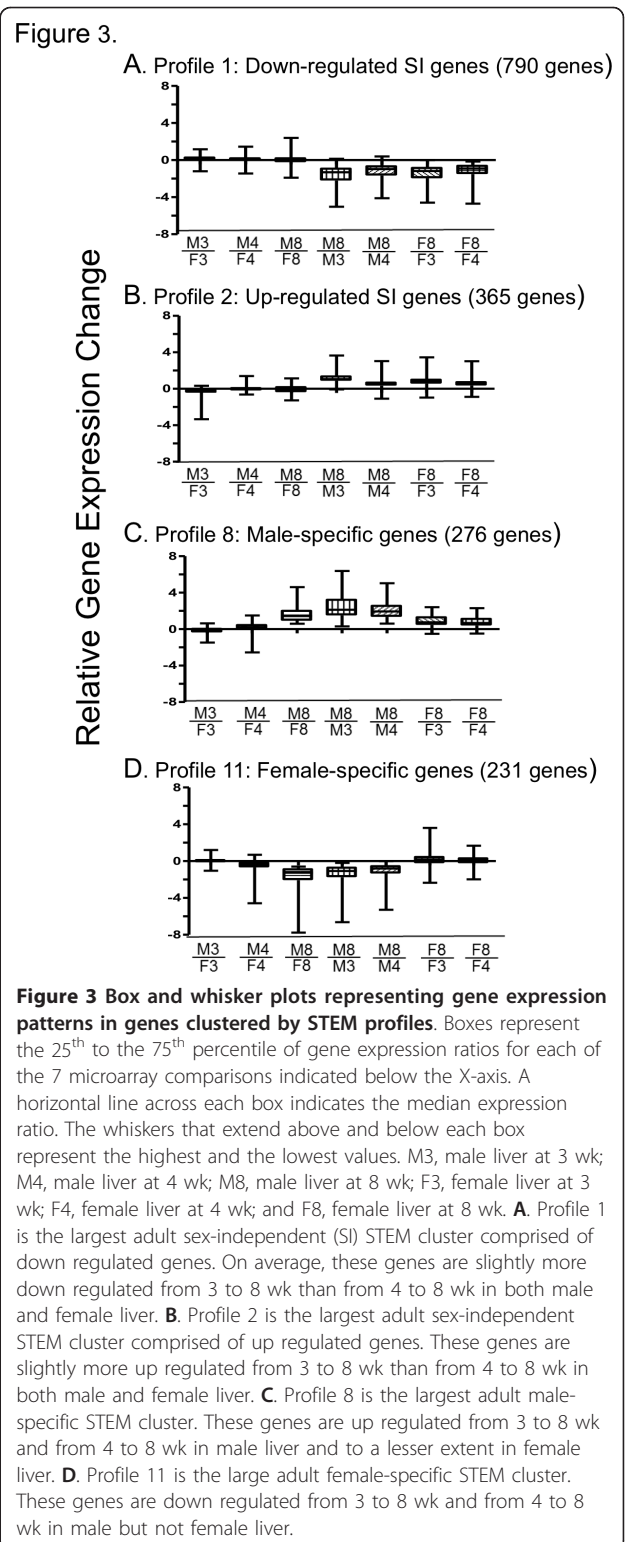 Figure 3.
A. Profile 1: Down-regulated SI genes (790 genes)
8
4
0
-4
-8
M3 M4 M8 M8 M8 F8 F8
F3 F4 F8 M3 M4 F3 F4
Relative Gene Expression Change
B. Profile 2: Up-regulated SI genes (365 genes)
8
4
0
-4
-8
M3 M4 M8 M8 M8 F8 F8
F3 F4 F8 M3 M4 F3 F4
C. Profile 8: Male-specific genes (276 genes)
8
4
0
-4
-8
M3 M4 M8 M8 M8 F8 F8
F3 F4 F8 M3 M4 F3 F4
D. Profile 11: Female-specific genes (231 genes)
8
4
0
-4
-8
M3 M4 M8 M8 M8 F8 F8
F3 F4 F8 M3 M4 F3 F4
Figure 3 Box and whisker plots representing gene expression
patterns in genes clustered by STEM profiles. Boxes represent
the 25th to the 75th percentile of gene expression ratios for each of
the 7 microarray comparisons indicated below the X-axis. A
horizontal line across each box indicates the median expression
ratio. The whiskers that extend above and below each box
represent the highest and the lowest values. M3, male liver at 3 wk;
M4, male liver at 4 wk; M8, male liver at 8 wk; F3, female liver at 3
wk; F4, female liver at 4 wk; and F8, female liver at 8 wk. A. Profile 1
is the largest adult sex-independent (SI) STEM cluster comprised of
down regulated genes. On average, these genes are slightly more
down regulated from 3 to 8 wk than from 4 to 8 wk in both male
and female liver. B. Profile 2 is the largest adult sex-independent
STEM cluster comprised of up regulated genes. These genes are
slightly more up regulated from 3 to 8 wk than from 4 to 8 wk in
both male and female liver. C. Profile 8 is the largest adult male-
specific STEM cluster. These genes are up regulated from 3 to 8 wk
and from 4 to 8 wk in male liver and to a lesser extent in female
liver. D. Profile 11 is the large adult female-specific STEM cluster.
These genes are down regulated from 3 to 8 wk and from 4 to 8
wk in male but not female liver.